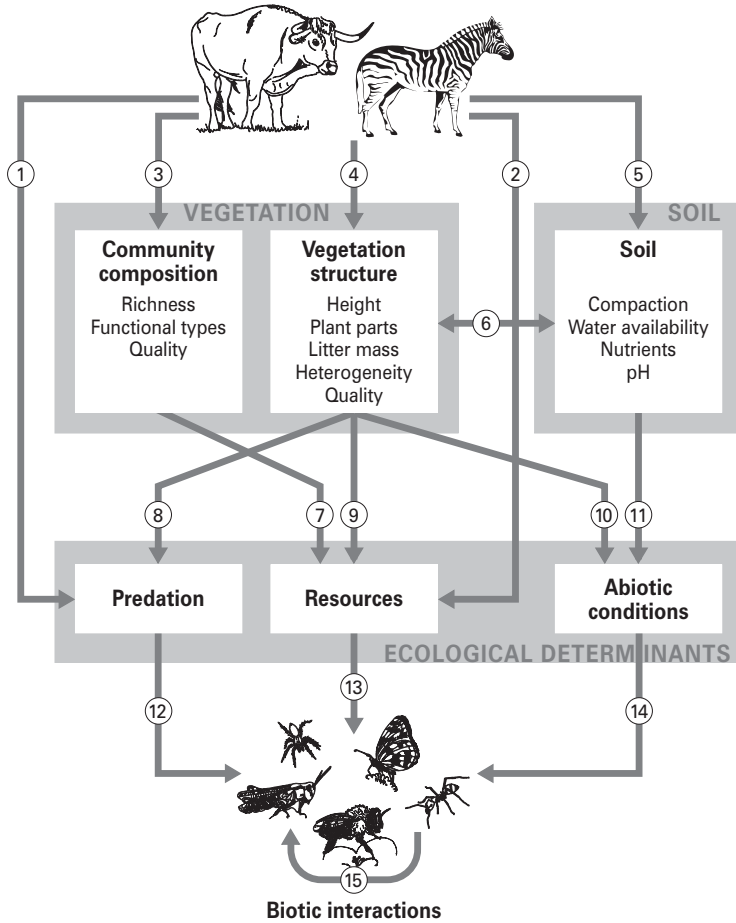 1
3
4
2
5
VEGETATION
SOIL
Community
composition
Richness
Functional types
Quality
Vegetation
structure
Height
Plant parts
Litter mass
Heterogeneity
Quality
Soil
Compaction
Water availability
Nutrients
pH
6
8
7
9
10
11
Predation
Resources
Abiotic
conditions
ECOLOGICAL DETERMINANTS
12
13
14
15
Biotic interactions